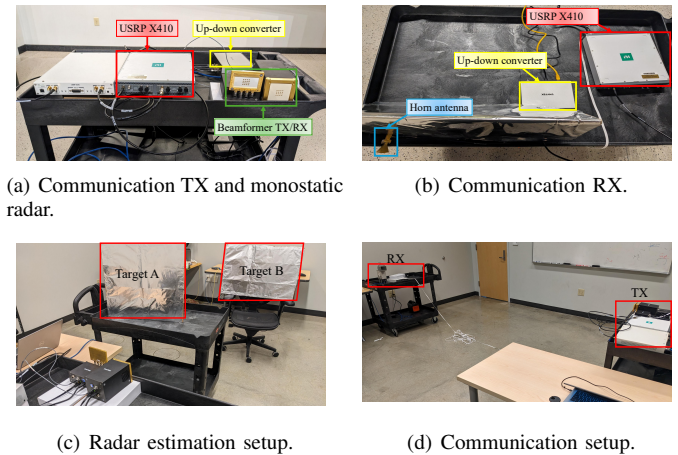 USRP X410
Up-down converter
Beamformer TX/RX
(a) Communication TX and monostatic
radar.
USRP X410
Up-down converter
Horn antenna
(b) Communication RX.
Target A
Target B
(c) Radar estimation setup.
RX
TX
(d) Communication setup.